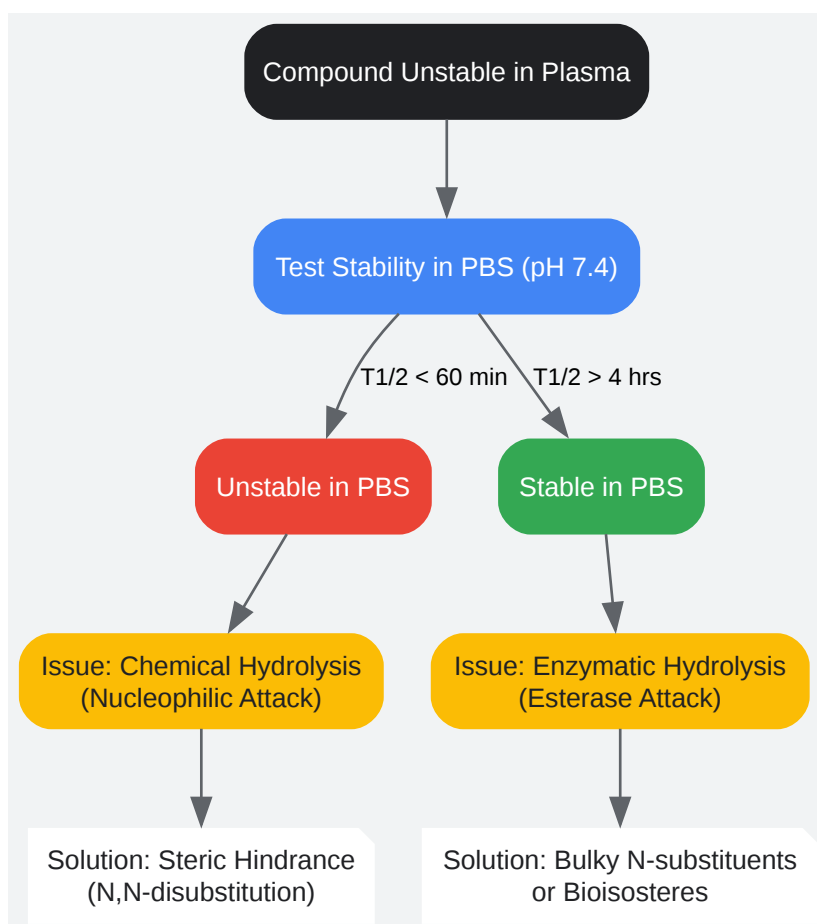 Compound Unstable in Plasma
Test Stability in PBS (pH 7.4)
T1/2 < 60 min
T1/2 > 4 hrs
Unstable in PBS
Stable in PBS
Issue: Chemical Hydrolysis
(Nucleophilic Attack)
Issue: Enzymatic Hydrolysis
(Esterase Attack)
Solution: Steric Hindrance
(N,N-disubstitution)
Solution: Bulky N-substituents
or Bioisosteres